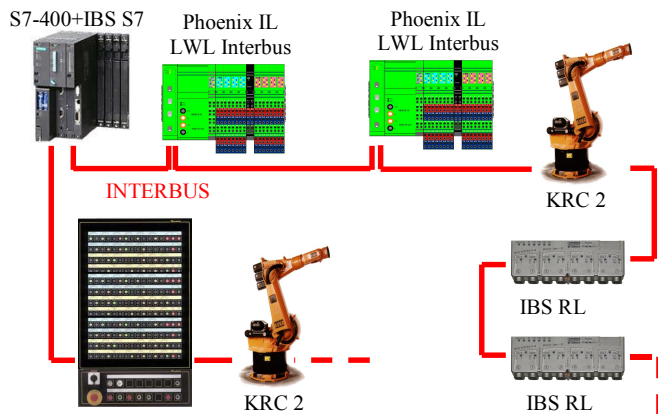 S7-400+IBS S7
Phoenix IL
LWL Interbus
Phoenix IL
LWL Interbus
INTERBUS
KRC 2
IBS RL
KRC 2
IBS RL